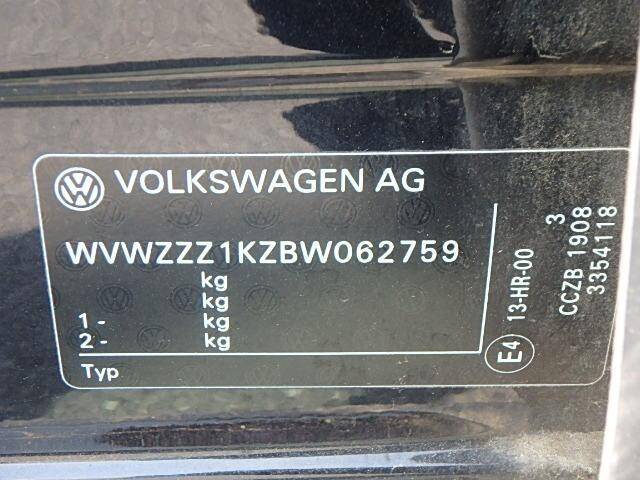 VOLKSWAGEN AG
WVWZZZ1KZBW062759
kg
kg
1 - kg
2 - kg
Typ
E4 13-HR-00
3
CCZB 1908
3354118